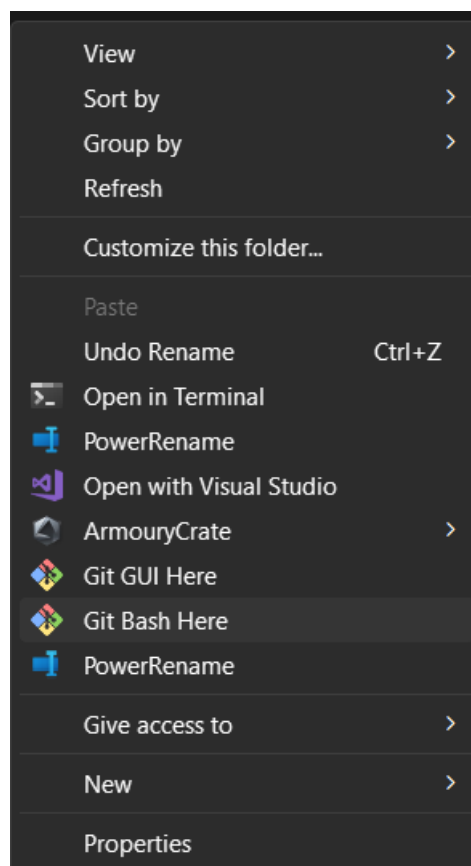 View
Sort by
Group by
Refresh
Customize this folder...
Paste
Undo Rename Ctrl+Z
Open in Terminal
PowerRename
Open with Visual Studio
ArmouryCrate
Git GUI Here
Git Bash Here
PowerRename
Give access to
New
Properties